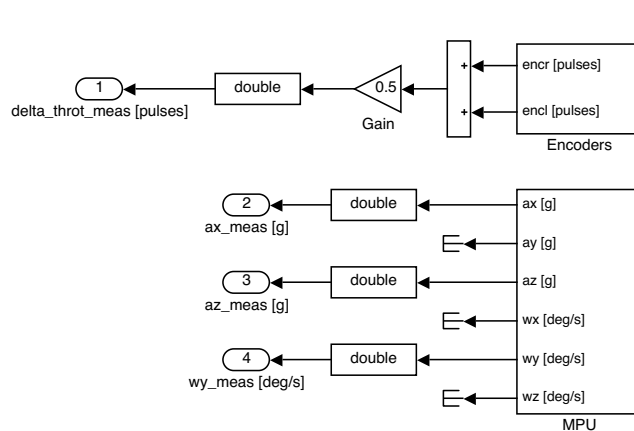 encr [pulses]
+
0.5
double
1
delta_throt_meas [pulses]
encl [pulses]
+
Gain
Encoders
2
double
ax [g]
ax_meas [g]
ay [g]
3
double
az [g]
az_meas [g]
wx [deg/s]
4
double
wy [deg/s]
wy_meas [deg/s]
wz [deg/s]
MPU